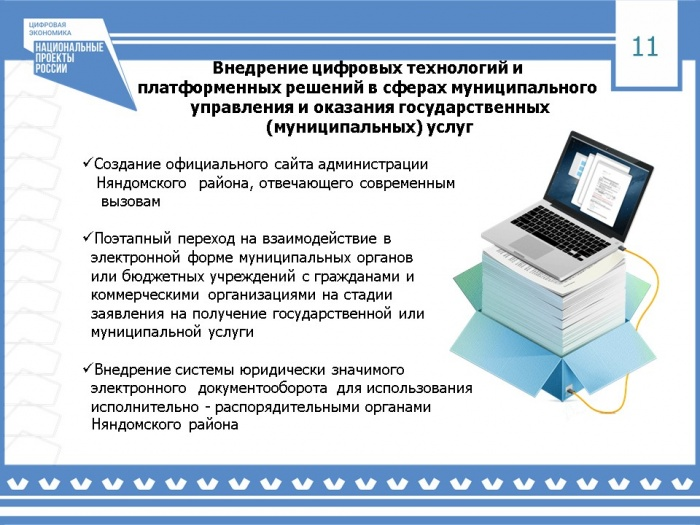 ЦИФРОВАЯ
ЭКОНОМИКА
НАЦИОНАЛЬНЫЕ
ПРОЕКТЫ
РОССИИ
11
Внедрение цифровых технологий и
платформенных решений в сферах муниципального
управления и оказания государственных
(муниципальных) услуг
✓Создание официального сайта администрации
Няндомского района, отвечающего современным
вызовам
✓Поэтапный переход на взаимодействие в
электронной форме муниципальных органов
или бюджетных учреждений с гражданами и
коммерческими организациями на стадии
заявления на получение государственной или
муниципальной услуги
✓Внедрение системы юридически значимого
электронного документооборота для использования
исполнительно - распорядительными органами
Няндомского района